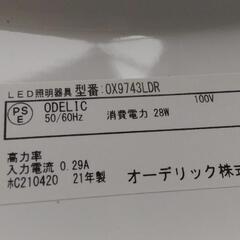 LED照明器具 型番:OX9743LDR
PSE ODELIC 100V
50/60Hz 消費電力 28W
高力率
入力電流 0.29A
ホC210420 21年製 オーデリック株式